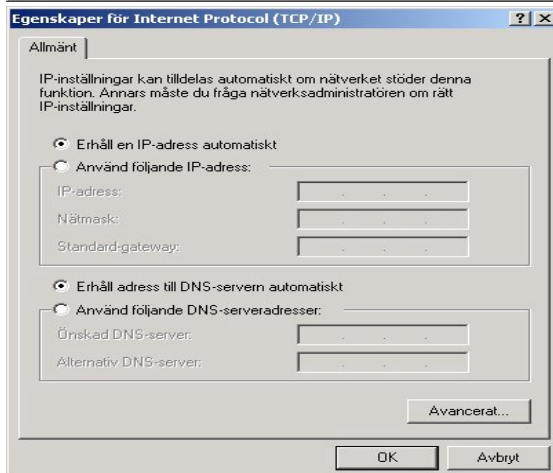 Egenskaper för Internet Protocol (TCP/IP)
Allmänt
IP-inställningar kan tilldelas automatiskt om nätverket stöder denna
funktion. Annars måste du fråga nätverksadministratören om rätt
IP-inställningar.
Erhåll en IP-adress automatiskt
Använd följande IP-adress:
IP-adress:
Nätmask:
Standard-gateway:
Erhåll adress till DNS-servern automatiskt
Använd följande DNS-serveradresser:
Önskad DNS-server:
Alternativ DNS-server:
Avancerat...
OK
Avbryt